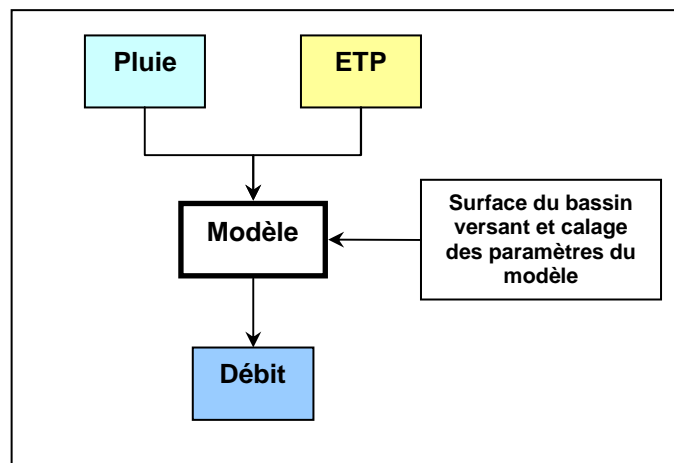 Pluie
ETP
Modèle
Surface du bassin
versant et calage
des paramètres du
modèle
Débit